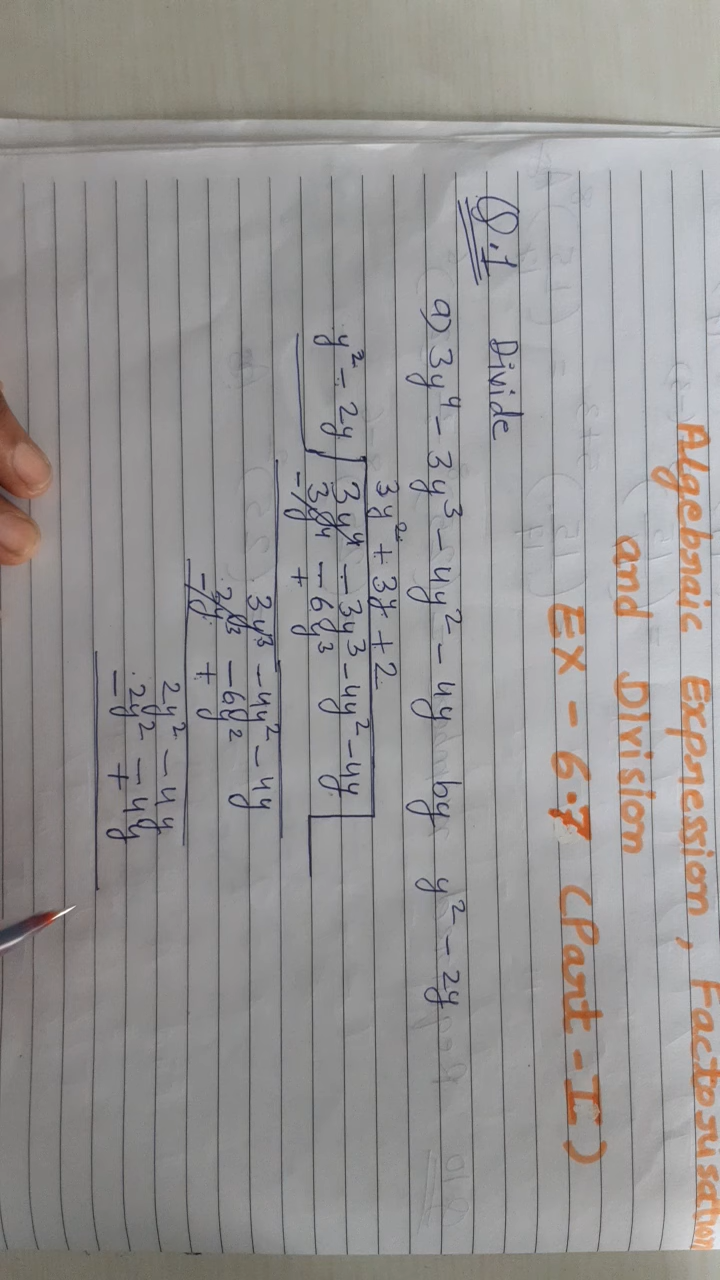 Algebraic Expression, Factorisation
and Division
EX - 6.7 (Part - I)
Q.1 Divide
a) 3y⁴ - 3y³ - 4y² - 4y by y² - 2y
3y² + 3y + 2
y² - 2y) 3y⁴ - 3y³ - 4y² - 4y
3y⁴ - 6y³
- +
3y³ - 4y² - 4y
3y³ - 6y²
- +
2y² - 4y
2y² - 4y
- +